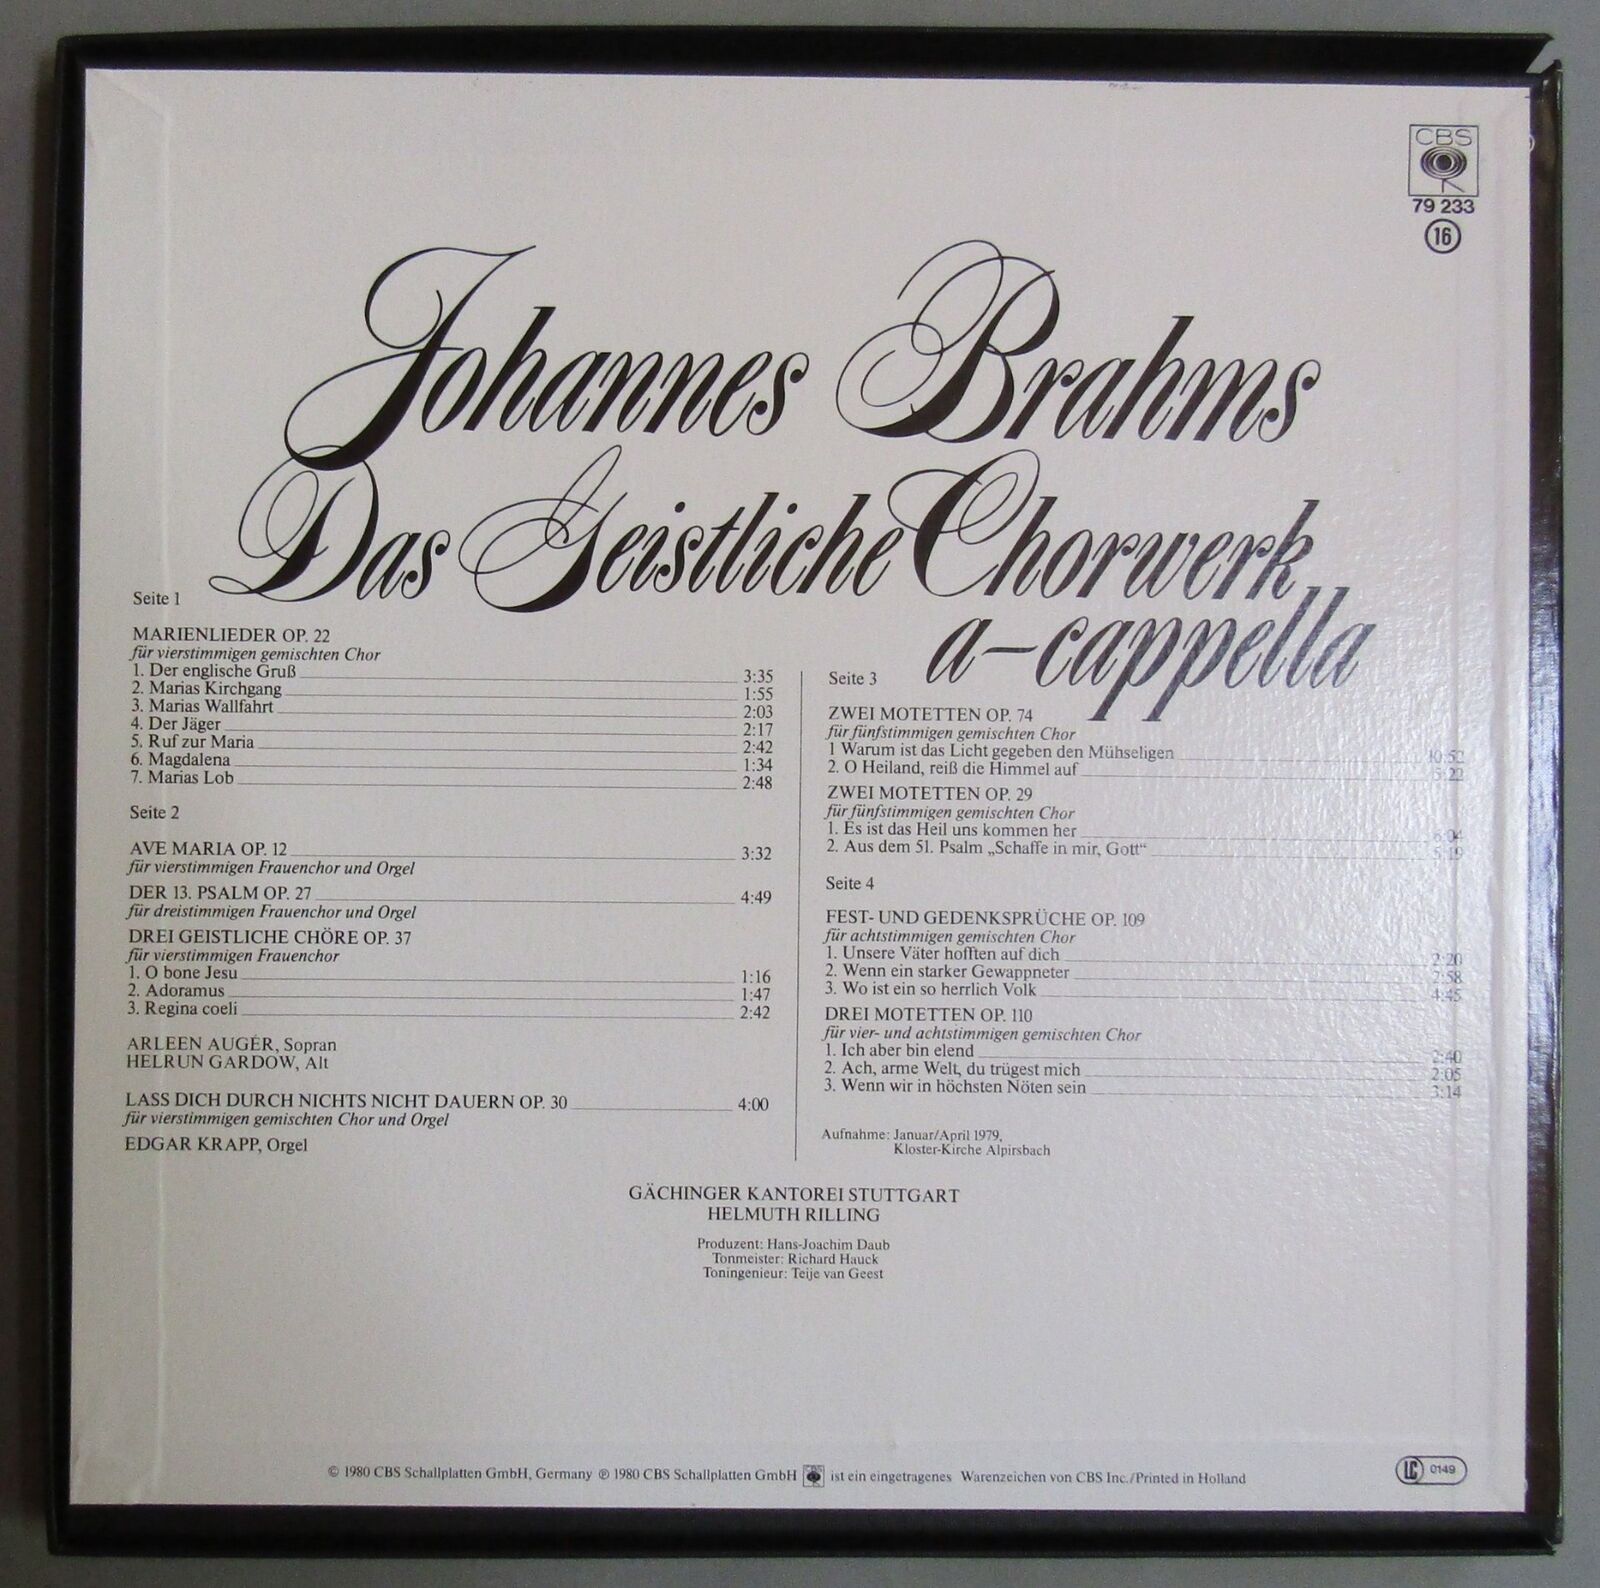 CBS
79 233
16
Johannes Brahms
Das Geistliche Chorwerk
a-cappella
Seite 1
MARIENLIEDER OP. 22
für vierstimmigen gemischten Chor
1. Der englische Gruß 3:35
2. Marias Kirchgang 1:55
3. Marias Wallfahrt 2:03
4. Der Jäger 2:17
5. Ruf zur Maria 2:42
6. Magdalena 1:34
7. Marias Lob 2:48
Seite 2
AVE MARIA OP. 12 3:32
für vierstimmigen Frauenchor und Orgel
DER 13. PSALM OP. 27 4:49
für dreistimmigen Frauenchor und Orgel
DREI GEISTLICHE CHÖRE OP. 37
für vierstimmigen Frauenchor
1. O bone Jesu 1:16
2. Adoramus 1:47
3. Regina coeli 2:42
ARLEEN AUGÉR, Sopran
HELRUN GARDOW, Alt
LASS DICH DURCH NICHTS NICHT DAUERN OP. 30 4:00
für vierstimmigen gemischten Chor und Orgel
EDGAR KRAPP, Orgel
Seite 3
ZWEI MOTETTEN OP. 74
für fünfstimmigen gemischten Chor
1 Warum ist das Licht gegeben den Mühseligen 10:52
2. O Heiland, reiß die Himmel auf 5:22
ZWEI MOTETTEN OP. 29
für fünfstimmigen gemischten Chor
1. Es ist das Heil uns kommen her 6:04
2. Aus dem 51. Psalm „Schaffe in mir, Gott“ 5:19
Seite 4
FEST- UND GEDENKSPRÜCHE OP. 109
für achtstimmigen gemischten Chor
1. Unsere Väter hofften auf dich 2:20
2. Wenn ein starker Gewappneter 2:58
3. Wo ist ein so herrlich Volk 4:45
DREI MOTETTEN OP. 110
für vier- und achtstimmigen gemischten Chor
1. Ich aber bin elend 2:40
2. Ach, arme Welt, du trügest mich 2:05
3. Wenn wir in höchsten Nöten sein 3:14
Aufnahme: Januar/April 1979,
Kloster-Kirche Alpirsbach
GÄCHINGER KANTOREI STUTTGART
HELMUTH RILLING
Produzent: Hans-Joachim Daub
Tonmeister: Richard Hauck
Toningenieur: Teije van Geest
© 1980 CBS Schallplatten GmbH, Germany ℗ 1980 CBS Schallplatten GmbH ist ein eingetragenes Warenzeichen von CBS Inc./Printed in Holland
LC 0149